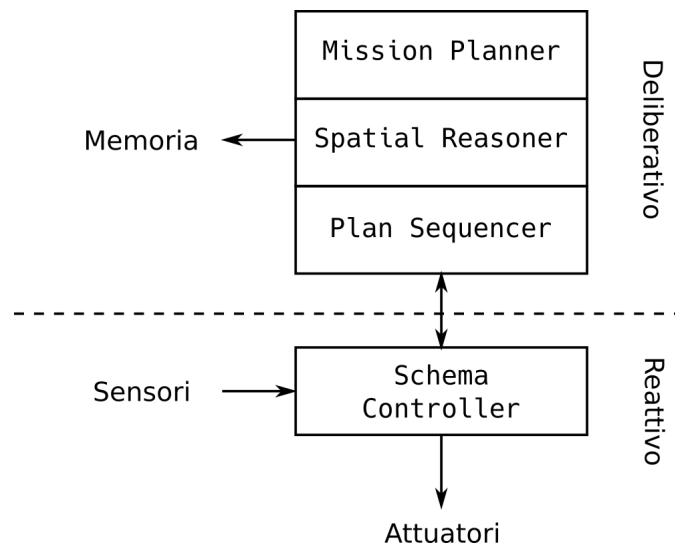 Mission Planner
Deliberativo
Memoria
Spatial Reasoner
Plan Sequencer
Reattivo
Sensori
Schema
Controller
Attuatori